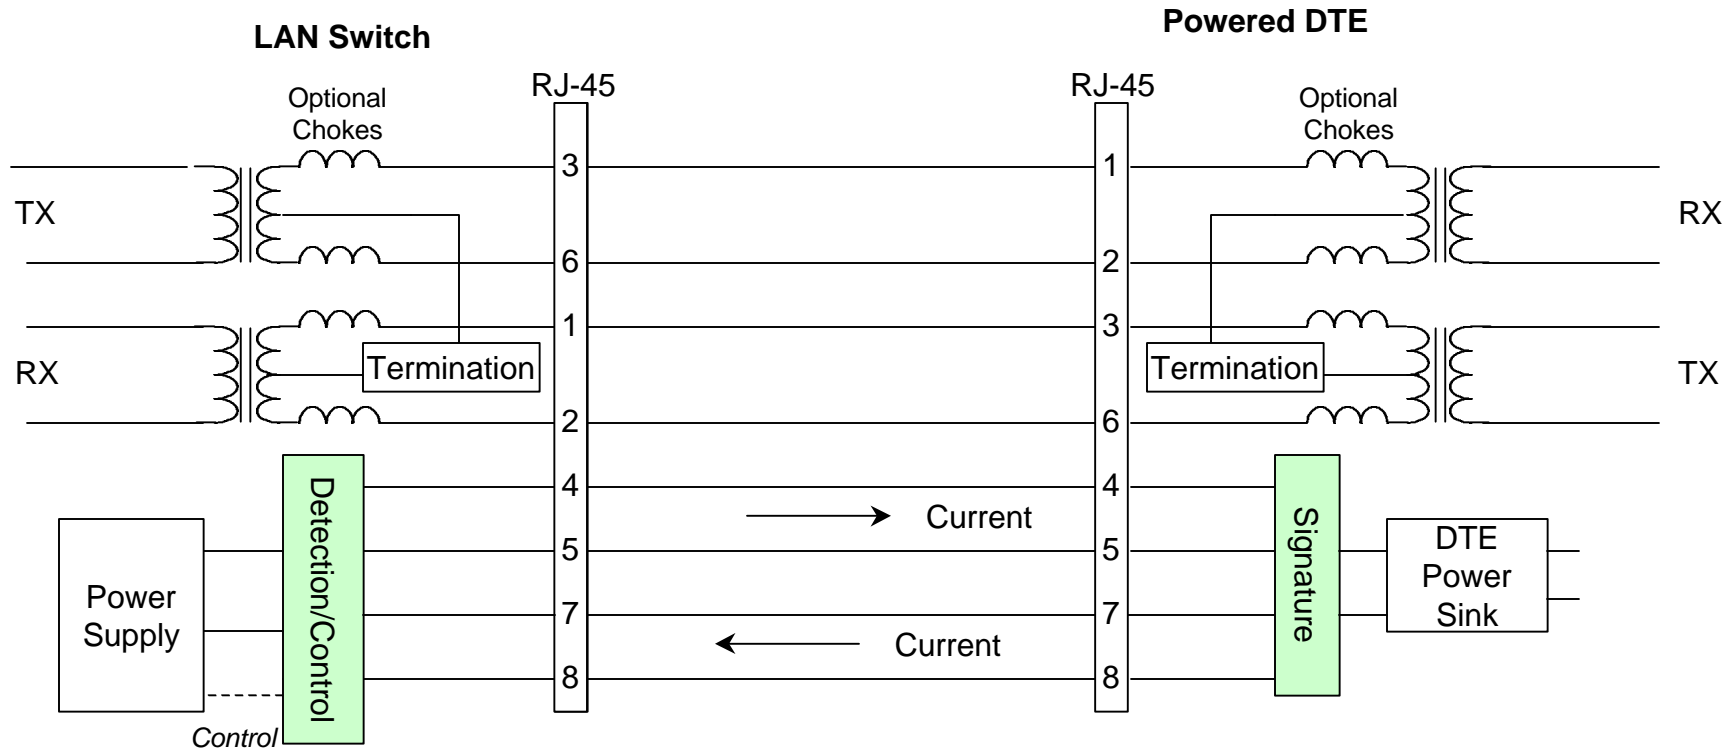 LAN Switch
Powered DTE
RJ-45
RJ-45
Optional
Chokes
Optional
Chokes
3
1
TX
RX
6
2
1
3
Termination
Termination
RX
TX
2
6
4
4
Current
5
5
Detection/Control
Signature
DTE
Power
Sink
Power
Supply
7
7
Current
8
8
Control